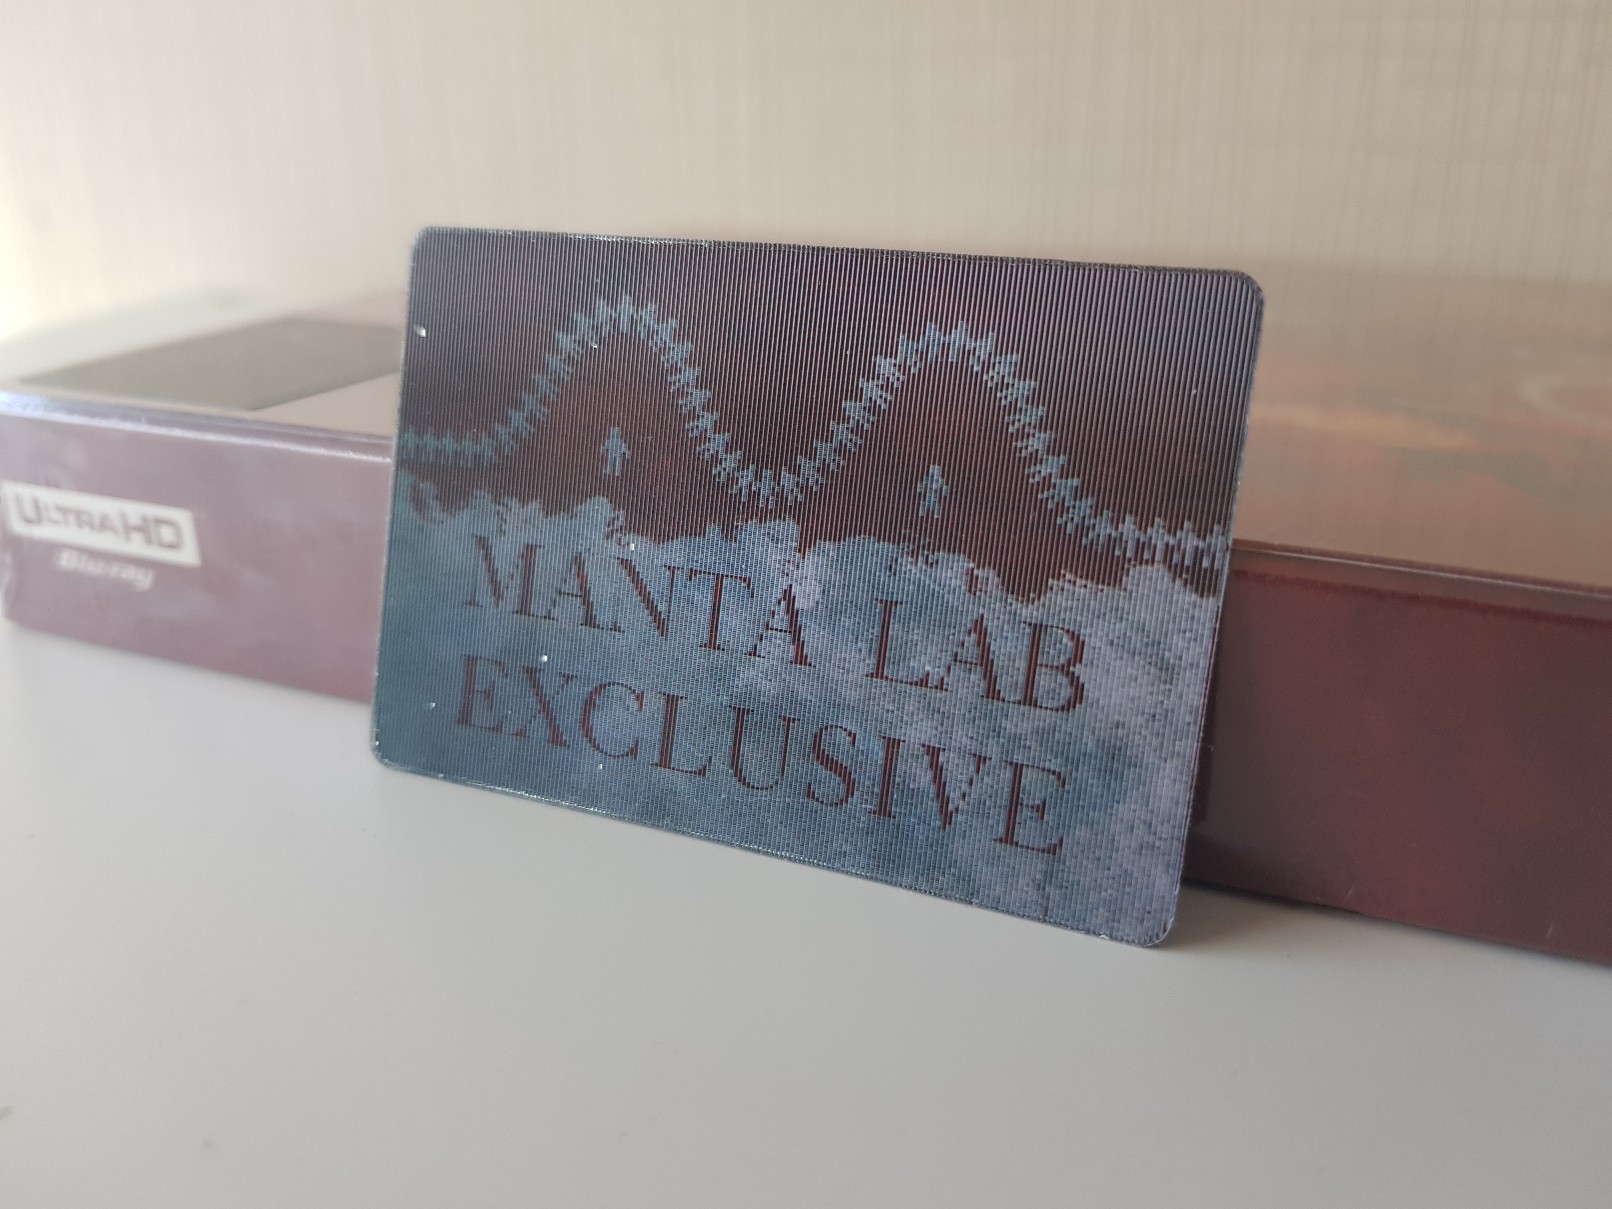 ULTRA HD
Blu-ray
MANTA LAB
EXCLUSIVE